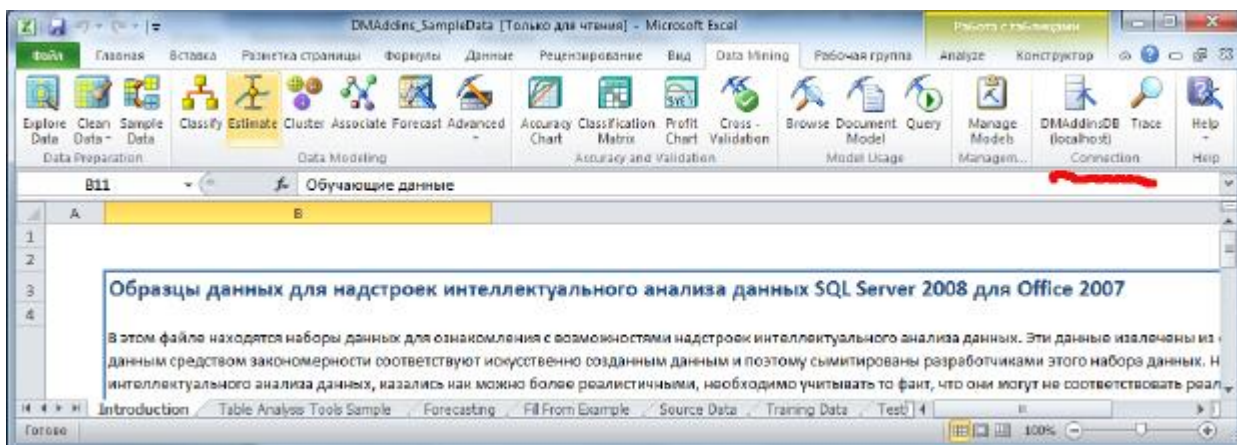 DMAddins_SampleData [Только для чтения] - Microsoft Excel
Работа с таблицами
Файл Главная Вставка Разметка страницы Формулы Данные Рецензирование Вид Data Mining Рабочая группа Analyze Конструктор
Explore Data Clean Data Sample Data Classify Estimate Cluster Associate Forecast Advanced Accuracy Chart Classification Matrix Profit Chart Cross - Validation Browse Document Model Query Manage Models DMAddinsDB (localhost) Trace Help
Data Preparation Data Modeling Accuracy and Validation Model Usage Managem... Connection Help
B11 fx Обучающие данные
A B
1
2
3 Образцы данных для надстроек интеллектуального анализа данных SQL Server 2008 для Office 2007
4
В этом файле находятся наборы данных для ознакомления с возможностями надстроек интеллектуального анализа данных. Эти данные извлечены из
данным средством закономерности соответствуют искусственно созданным данным и поэтому сымитированы разработчиками этого набора данных. Н
интеллектуального анализа данных, казались как можно более реалистичными, необходимо учитывать то факт, что они могут не соответствовать реал
Introduction Table Analysis Tools Sample Forecasting Fill From Example Source Data Training Data Testi
Готово 100%